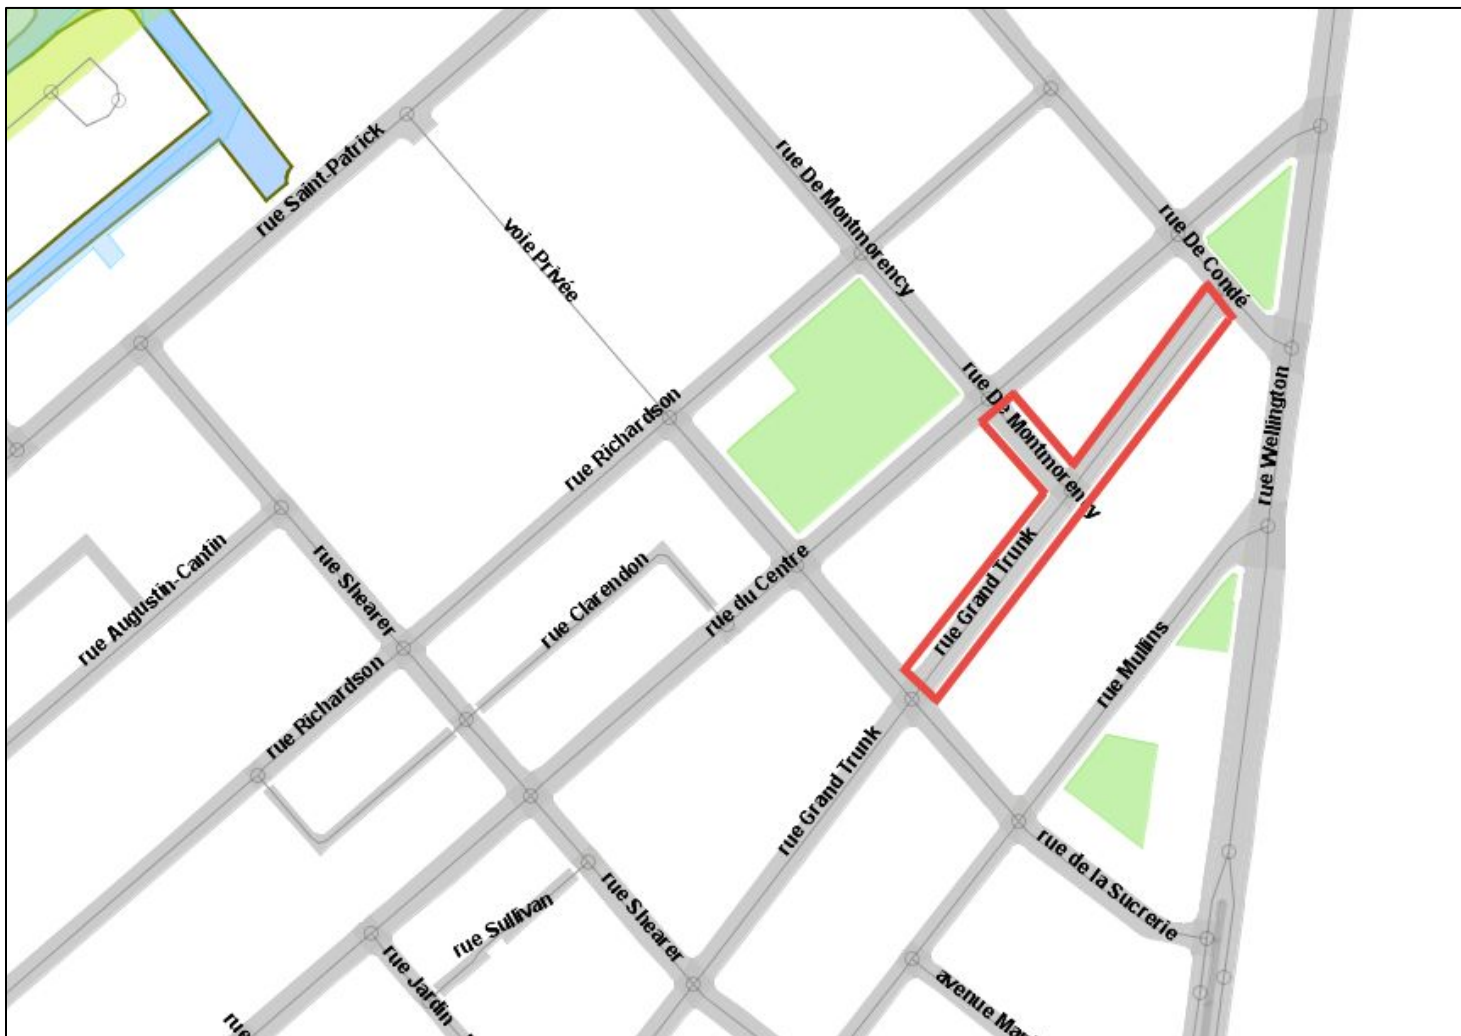 rue Saint-Patrick
rue De Montmorency
voie Privée
rue De Condé
rue De Montmorency
rue Wellington
rue Richardson
rue Augustin-Cantin
rue Shearer
rue Clarendon
rue du Centre
rue Grand Trunk
rue Mullins
rue Richardson
rue Grand Trunk
rue de la Sucrerie
rue Sullivan
rue Shearer
rue Jardin
avenue
rue